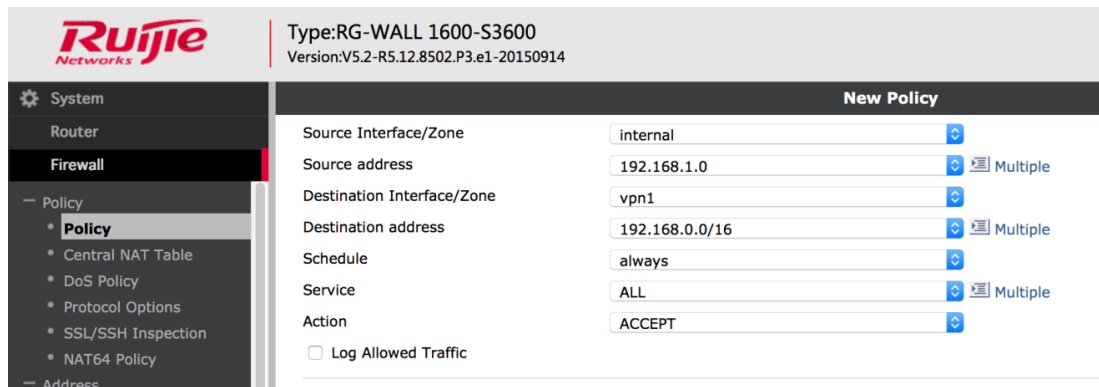 Ruijie
Networks
Type:RG-WALL 1600-S3600
Version:V5.2-R5.12.8502.P3.e1-20150914
System
Router
Firewall
Policy
Policy
Central NAT Table
DoS Policy
Protocol Options
SSL/SSH Inspection
NAT64 Policy
Address
New Policy
Source Interface/Zone internal
Source address 192.168.1.0 Multiple
Destination Interface/Zone vpn1
Destination address 192.168.0.0/16 Multiple
Schedule always
Service ALL Multiple
Action ACCEPT
Log Allowed Traffic